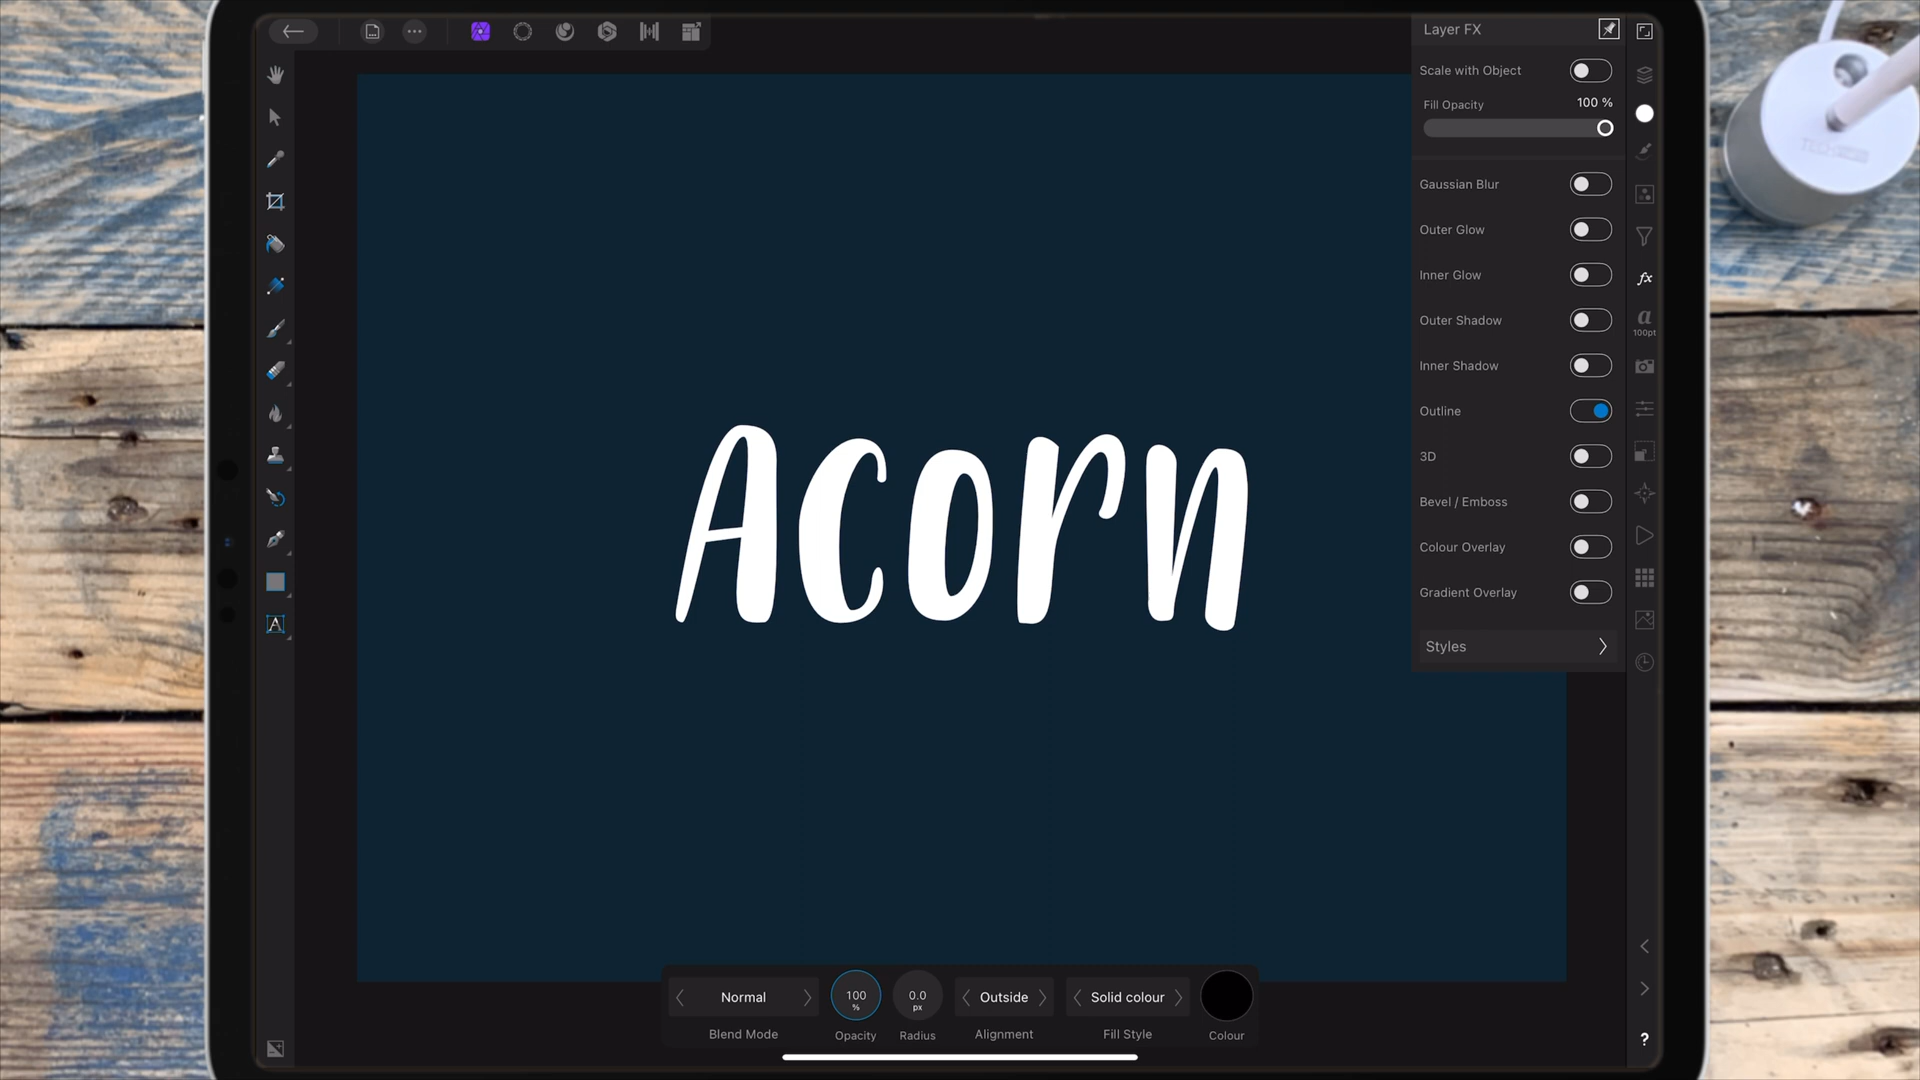 Layer FX
Scale with Object
Fill Opacity 100 %
Gaussian Blur
Outer Glow
Inner Glow
Outer Shadow
Inner Shadow
Outline
3D
Bevel / Emboss
Colour Overlay
Gradient Overlay
Styles
a
100pt
fx
A
Acorn
Normal
100 %
0.0 px
Outside
Solid colour
Blend Mode
Opacity
Radius
Alignment
Fill Style
Colour
?